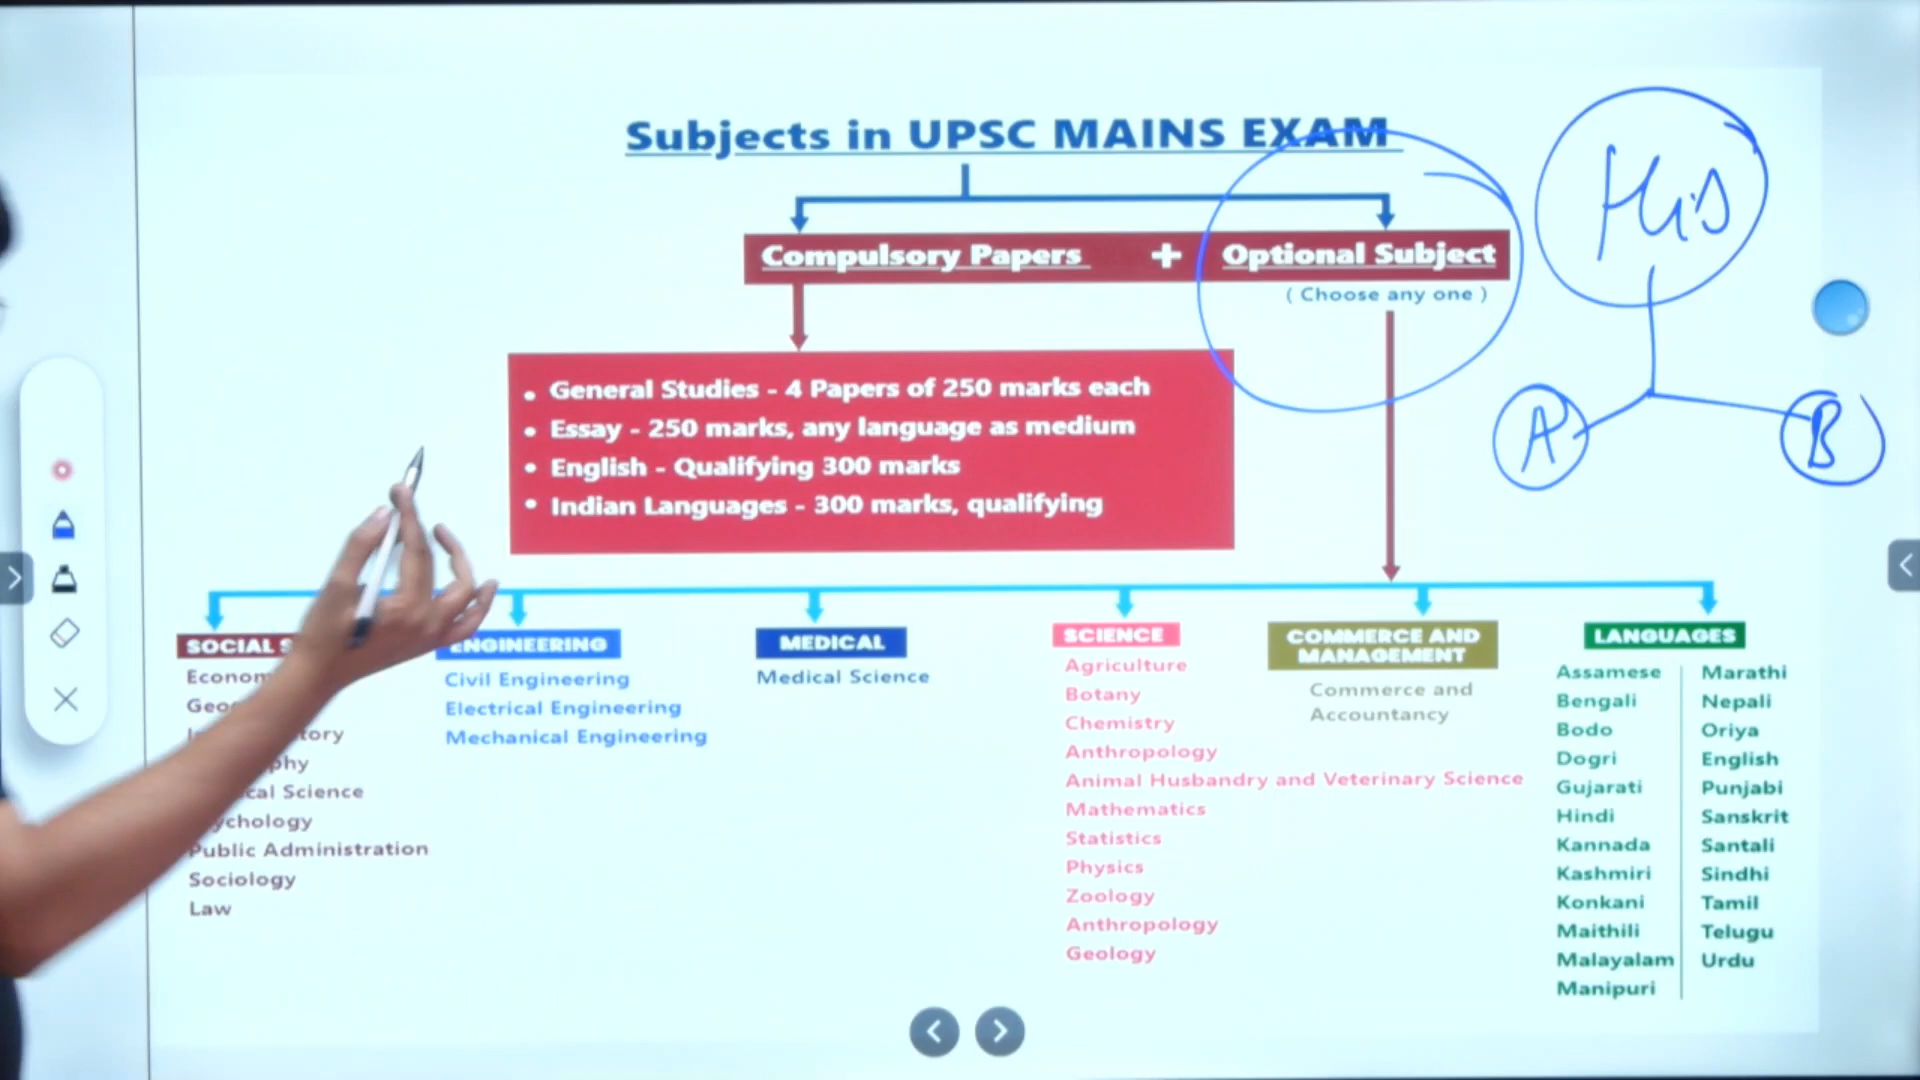 Subjects in UPSC MAINS EXAM
Compulsory Papers + Optional Subject
( Choose any one )
His
A
B
• General Studies - 4 Papers of 250 marks each
• Essay - 250 marks, any language as medium
• English - Qualifying 300 marks
• Indian Languages - 300 marks, qualifying
SOCIAL
Law
Public Administration
Sociology
ENGINEERING
Civil Engineering
Electrical Engineering
Mechanical Engineering
MEDICAL
Medical Science
SCIENCE
Agriculture
Botany
Chemistry
Anthropology
Animal Husbandry and Veterinary Science
Mathematics
Statistics
Physics
Zoology
Anthropology
Geology
COMMERCE AND
MANAGEMENT
Commerce and
Accountancy
LANGUAGES
Assamese
Bengali
Bodo
Dogri
Gujarati
Hindi
Kannada
Kashmiri
Konkani
Maithili
Malayalam
Manipuri
Marathi
Nepali
Oriya
English
Punjabi
Sanskrit
Santali
Sindhi
Tamil
Telugu
Urdu